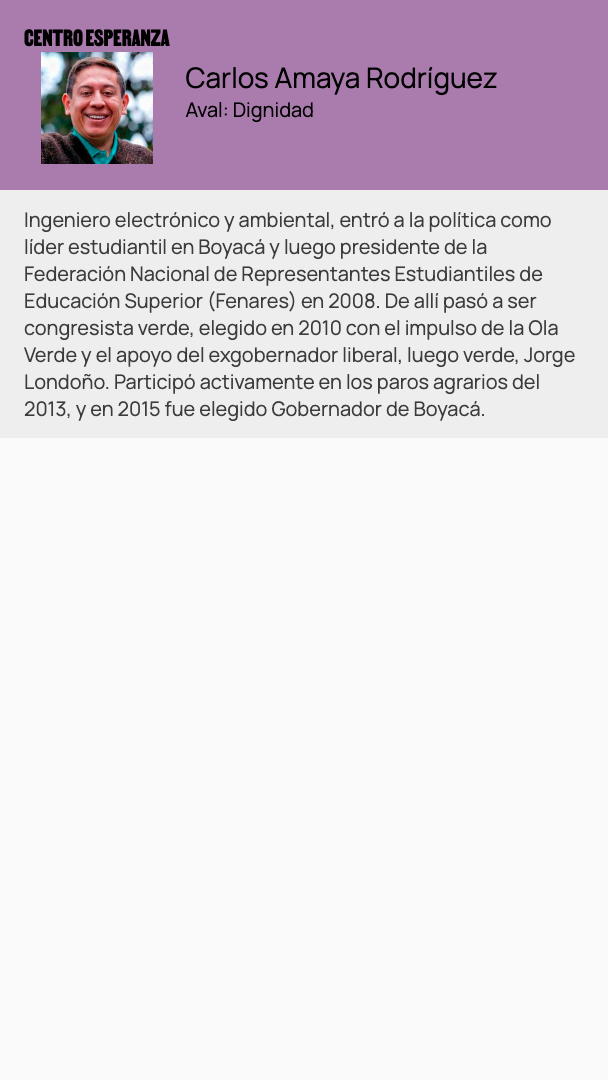 CENTRO ESPERANZA
Carlos Amaya Rodríguez
Aval: Dignidad
Ingeniero electrónico y ambiental, entró a la política como
líder estudiantil en Boyacá y luego presidente de la
Federación Nacional de Representantes Estudiantiles de
Educación Superior (Fenares) en 2008. De allí pasó a ser
congresista verde, elegido en 2010 con el impulso de la Ola
Verde y el apoyo del exgobernador liberal, luego verde, Jorge
Londoño. Participó activamente en los paros agrarios del
2013, y en 2015 fue elegido Gobernador de Boyacá.